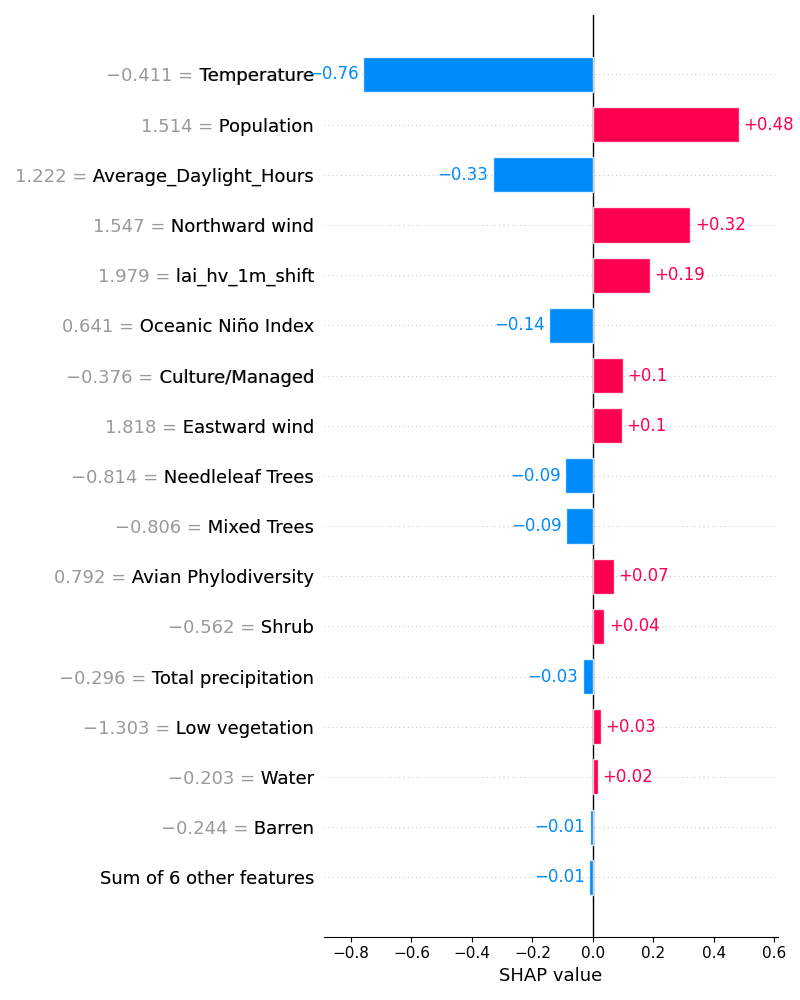 −0.411 = Temperature −0.76
1.514 = Population +0.48
1.222 = Average_Daylight_Hours −0.33
1.547 = Northward wind +0.32
1.979 = lai_hv_1m_shift +0.19
0.641 = Oceanic Niño Index −0.14
−0.376 = Culture/Managed +0.1
1.818 = Eastward wind +0.1
−0.814 = Needleleaf Trees −0.09
−0.806 = Mixed Trees −0.09
0.792 = Avian Phylodiversity +0.07
−0.562 = Shrub +0.04
−0.296 = Total precipitation −0.03
−1.303 = Low vegetation +0.03
−0.203 = Water +0.02
−0.244 = Barren −0.01
Sum of 6 other features −0.01
−0.8 −0.6 −0.4 −0.2 0.0 0.2 0.4 0.6
SHAP value